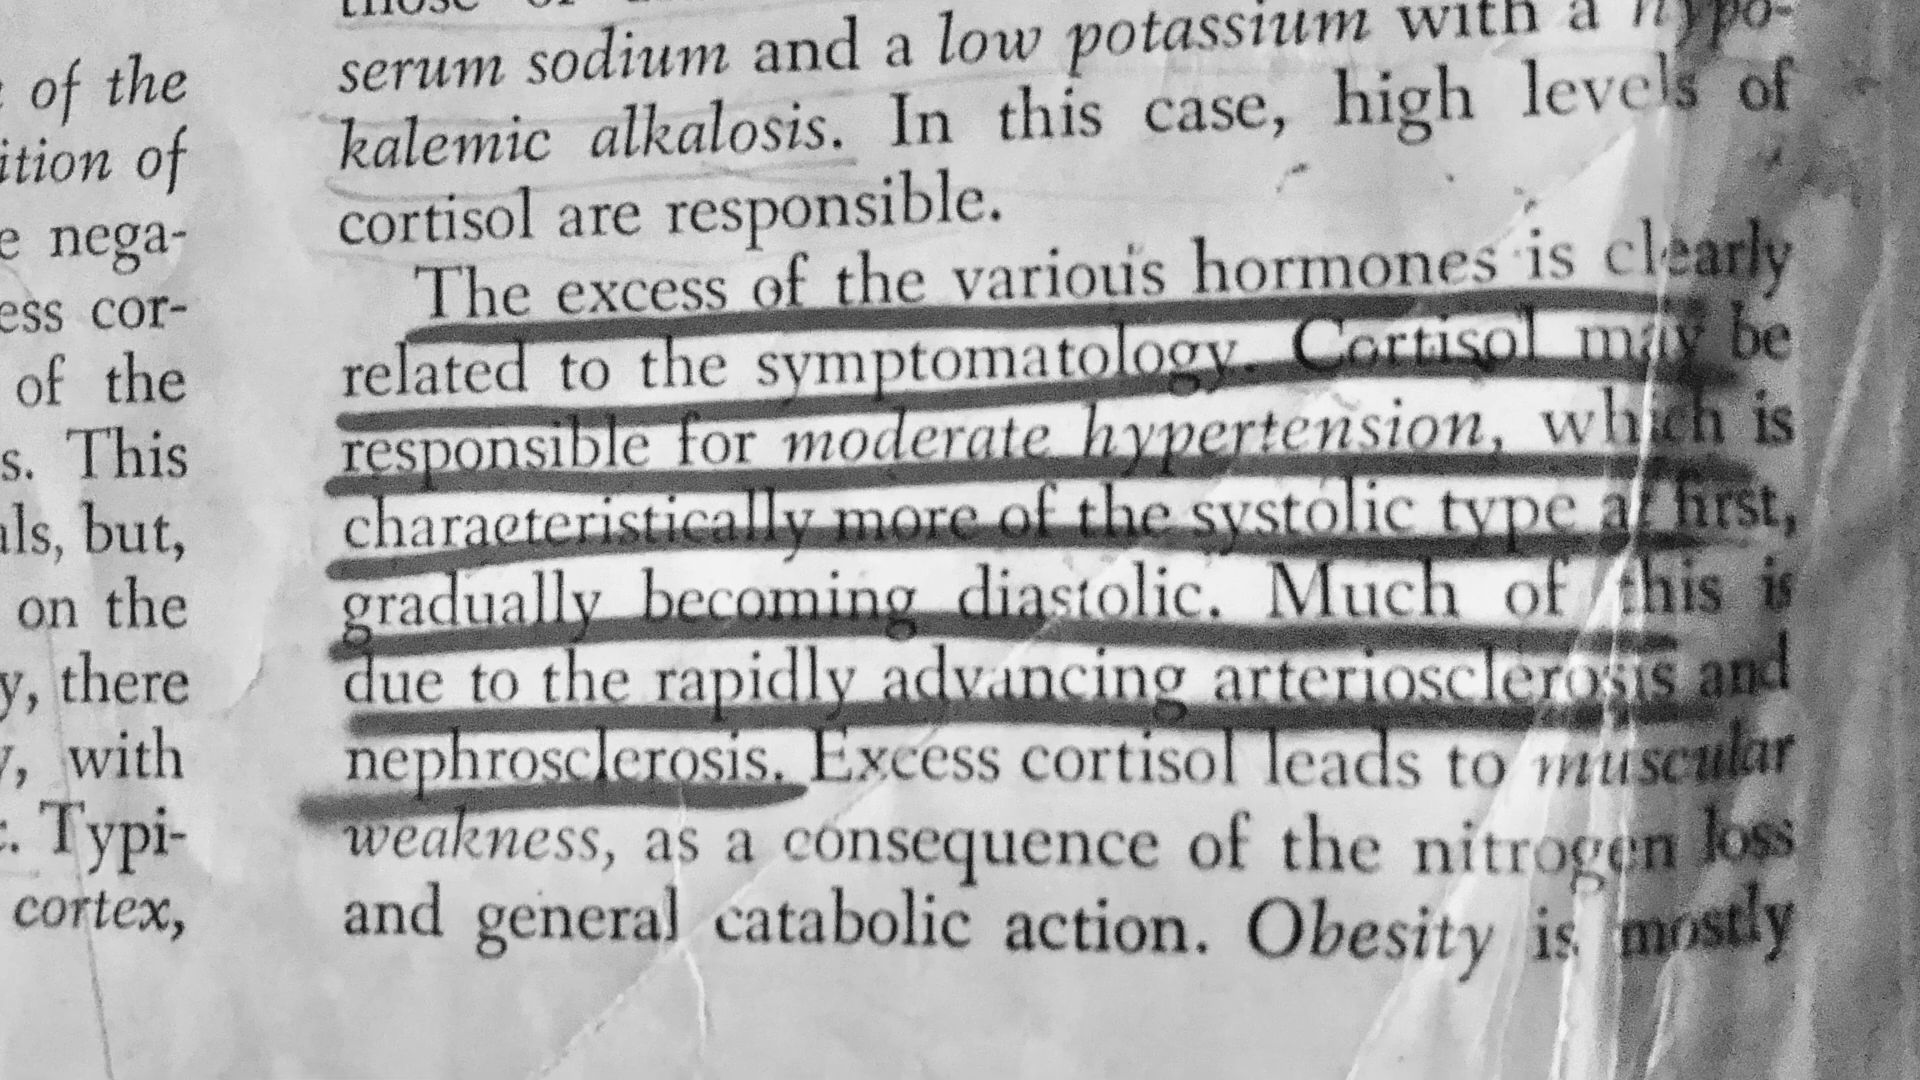 of the
ition of
e nega-
ess cor-
of the
s. This
als, but,
on the
y, there
y, with
. Typi-
cortex,
those of
serum sodium and a low potassium with a hypo-
kalemic alkalosis. In this case, high levels of
cortisol are responsible.
The excess of the various hormones is clearly
related to the symptomatology. Cortisol may be
responsible for moderate hypertension, which is
characteristically more of the systolic type at first,
gradually becoming diastolic. Much of this is
due to the rapidly advancing arteriosclerosis and
nephrosclerosis. Excess cortisol leads to muscular
weakness, as a consequence of the nitrogen loss
and general catabolic action. Obesity is mostly